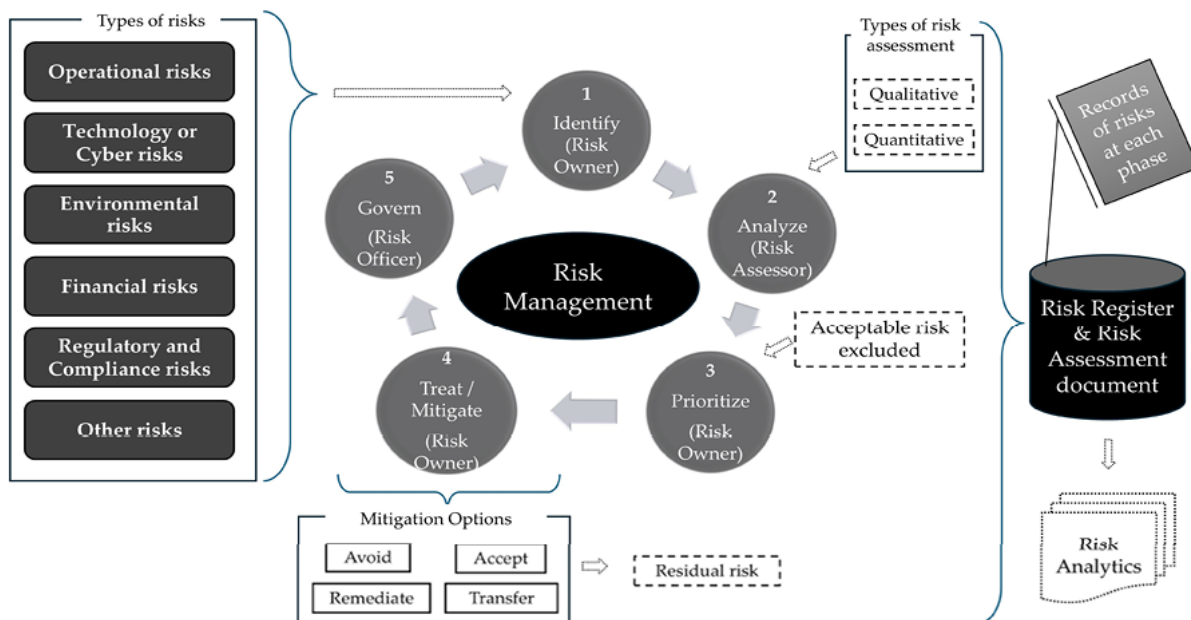 Types of risks
Operational risks
Technology or
Cyber risks
Environmental
risks
Financial risks
Regulatory and
Compliance risks
Other risks
1
Identify
(Risk
Owner)
2
Analyze
(Risk
Assessor)
3
Prioritize
(Risk
Owner)
4
Treat /
Mitigate
(Risk
Owner)
5
Govern
(Risk
Officer)
Risk
Management
Types of risk
assessment
Qualitative
Quantitative
Acceptable risk
excluded
Mitigation Options
Avoid
Accept
Remediate
Transfer
Residual risk
Records
of risks
at each
phase
Risk Register
& Risk
Assessment
document
Risk
Analytics